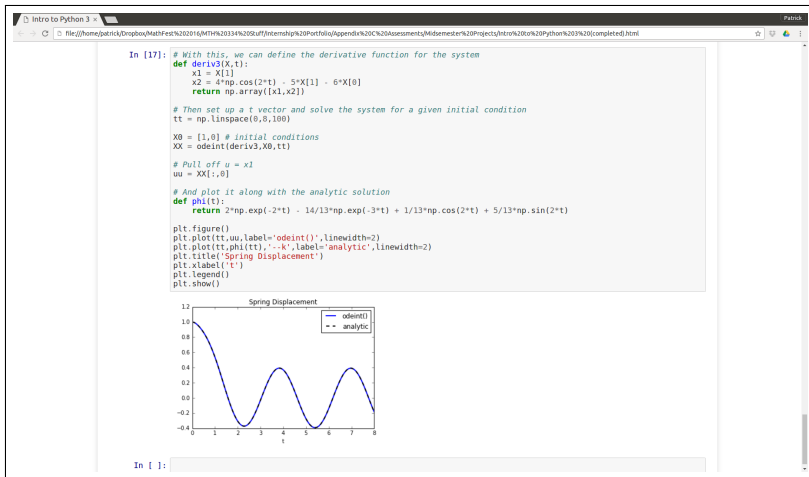 Intro to Python 3 ×
Patrick
file:///home/patrick/Dropbox/MathFest%202016/MTH%20334%20Stuff/Internship%20Portfolio/Appendix%20C%20Assessments/Midsemester%20Projects/Intro%20to%20Python%203%20(completed).html
In [17]: # With this, we can define the derivative function for the system
def deriv3(X,t):
x1 = X[1]
x2 = 4*np.cos(2*t) - 5*X[1] - 6*X[0]
return np.array([x1,x2])
# Then set up a t vector and solve the system for a given initial condition
tt = np.linspace(0,8,100)
X0 = [1,0] # initial conditions
XX = odeint(deriv3,X0,tt)
# Pull off u = x1
uu = XX[:,0]
# And plot it along with the analytic solution
def phi(t):
return 2*np.exp(-2*t) - 14/13*np.exp(-3*t) + 1/13*np.cos(2*t) + 5/13*np.sin(2*t)
plt.figure()
plt.plot(tt,uu,label='odeint()',linewidth=2)
plt.plot(tt,phi(tt),'--k',label='analytic',linewidth=2)
plt.title('Spring Displacement')
plt.xlabel('t')
plt.legend()
plt.show()
Spring Displacement
odeint()
analytic
1.2
1.0
0.8
0.6
0.4
0.2
0.0
−0.2
−0.4
0 1 2 3 4 5 6 7 8
t
In [ ]: